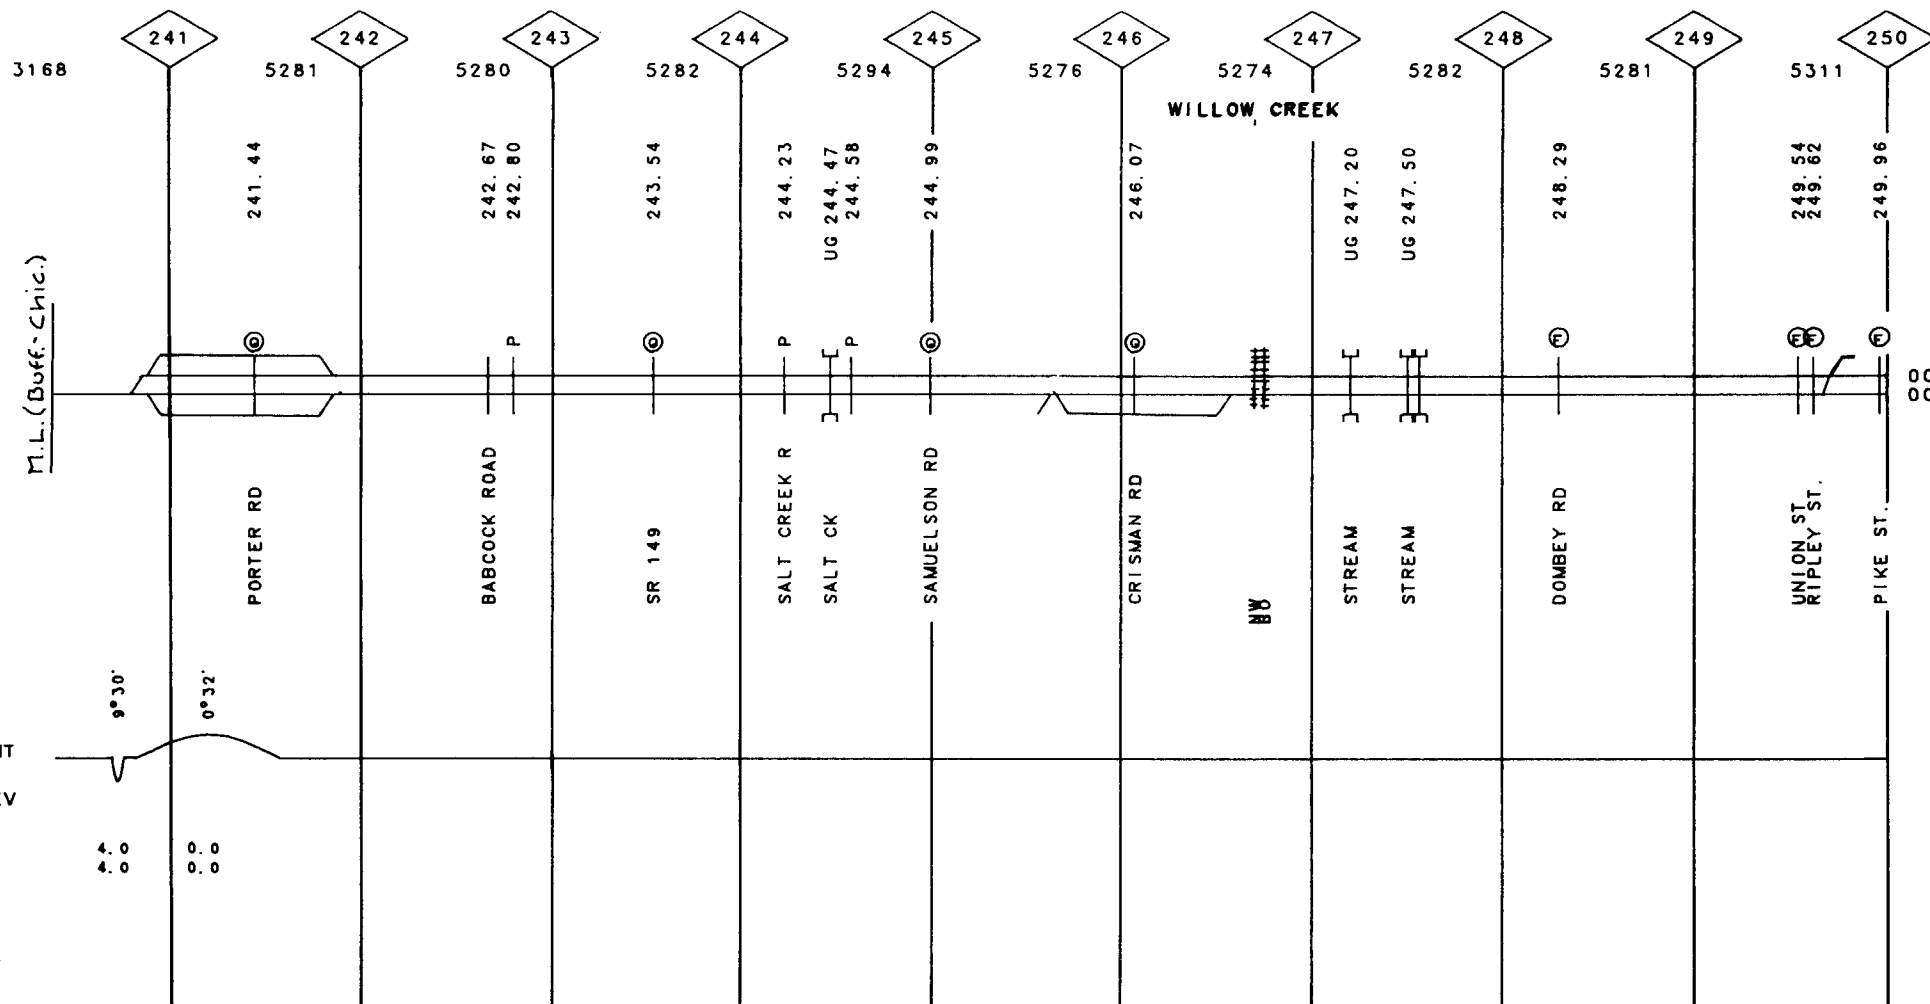 241
242
243
244
245
246
247
248
249
250
3168
5281
5280
5282
5294
5276
5274
5282
5281
5311
WILLOW CREEK
241.44
242.67
242.80
243.54
244.23
UG 244.47
244.58
244.99
246.07
UG 247.20
UG 247.50
248.29
249.54
249.62
249.96
M.L. (Buff.-Chic.)
P
P
P
F
F
F
F
PORTER RD
BABCOCK ROAD
SR 149
SALT CREEK R
SALT CK
SAMUELSON RD
CRISMAN RD
NW
BO
STREAM
STREAM
DOMBEY RD
UNION ST
RIPLEY ST.
PIKE ST.
9°30'
0°32'
4.0
0.0
4.0
0.0